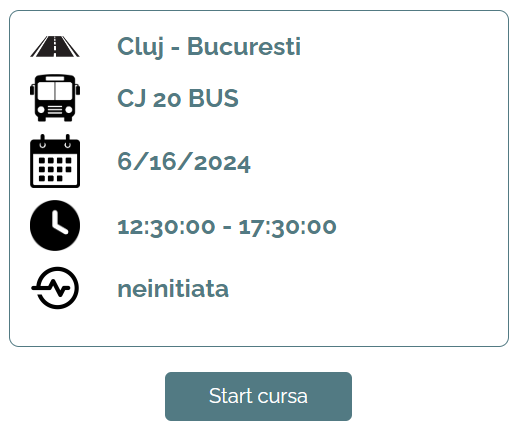 Cluj - Bucuresti
CJ 20 BUS
6/16/2024
12:30:00 - 17:30:00
neinitiata
Start cursa